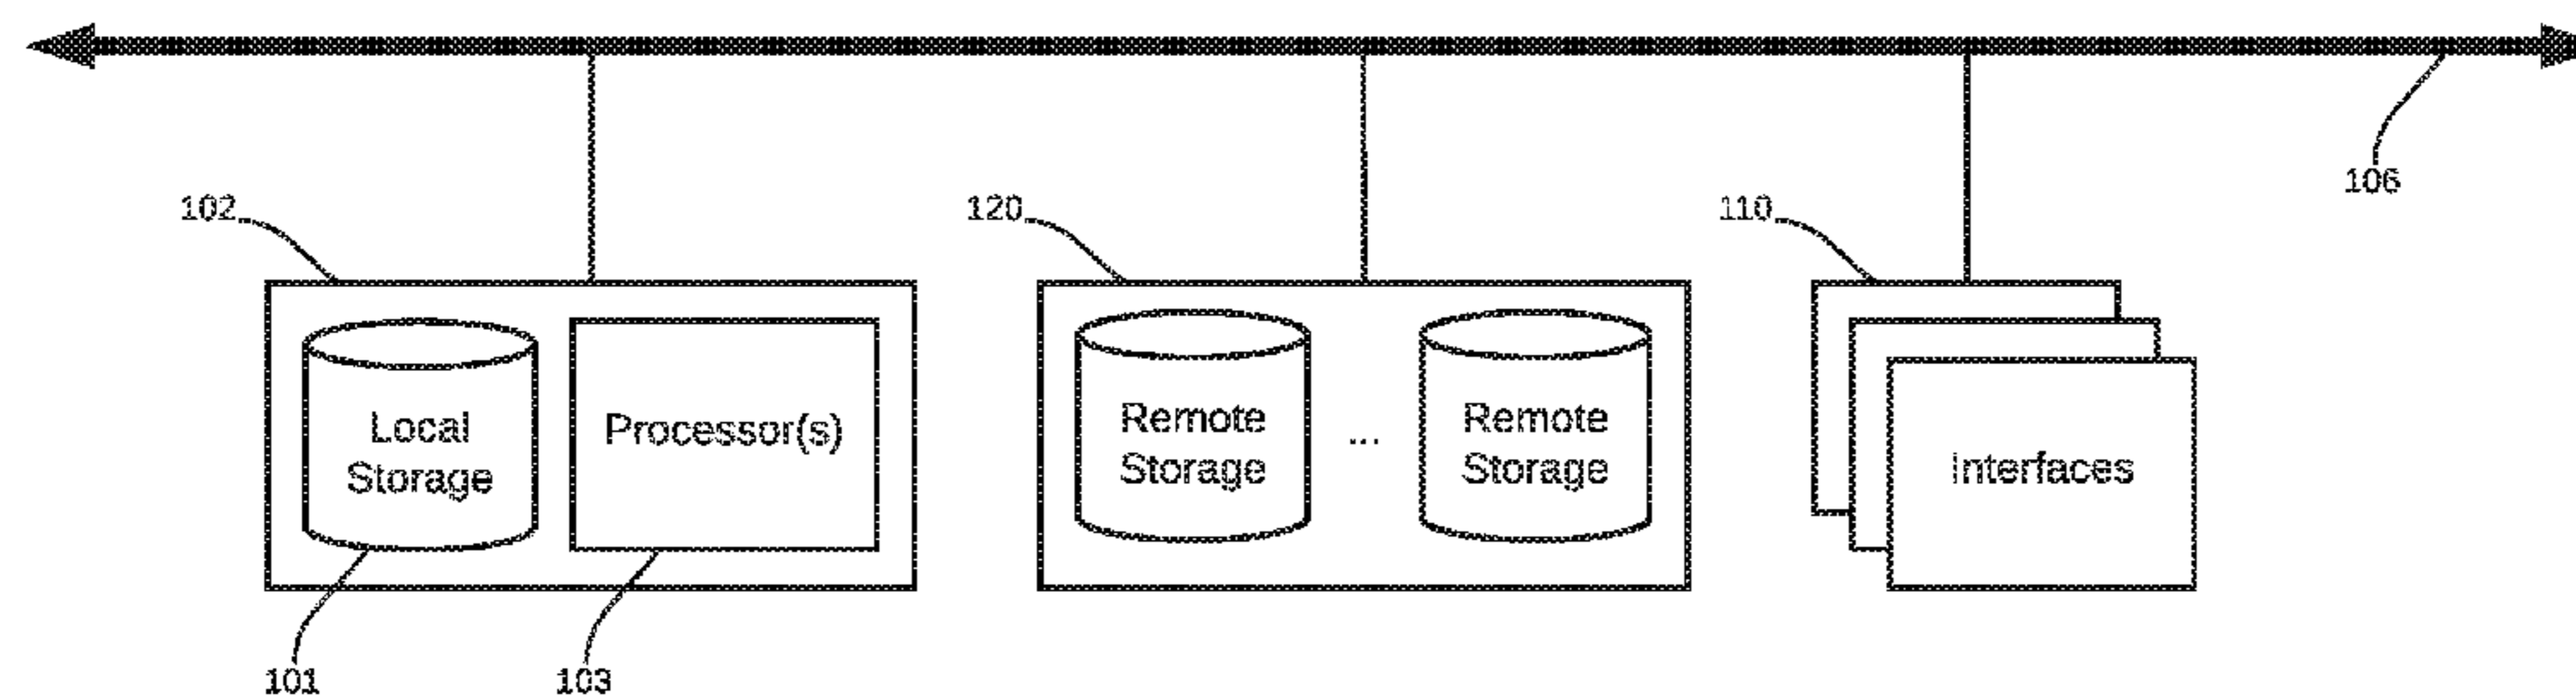 106
102
120
110
Local
Storage
Processor(s)
Remote
Storage
...
Remote
Storage
Interfaces
101
103